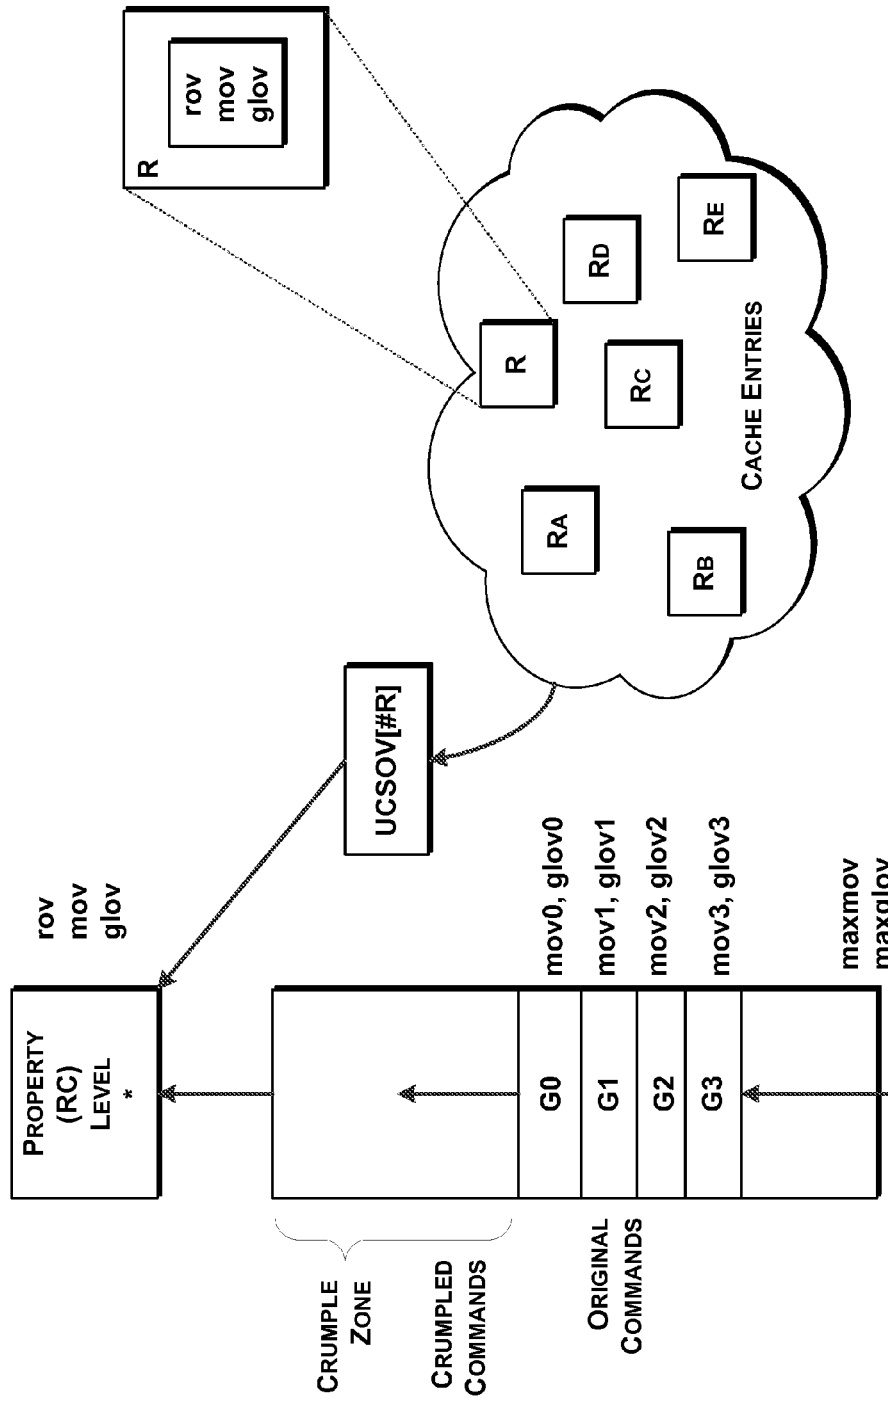 PROPERTY
(RC)
LEVEL
*
rov
mov
glov
R
rov
mov
glov
UCSOV[#R]
CRUMPLE
ZONE
CRUMPLED
COMMANDS
ORIGINAL
COMMANDS
G0
G1
G2
G3
mov0, glov0
mov1, glov1
mov2, glov2
mov3, glov3
maxmov
maxglov
RA
RB
R
RC
RD
RE
CACHE ENTRIES